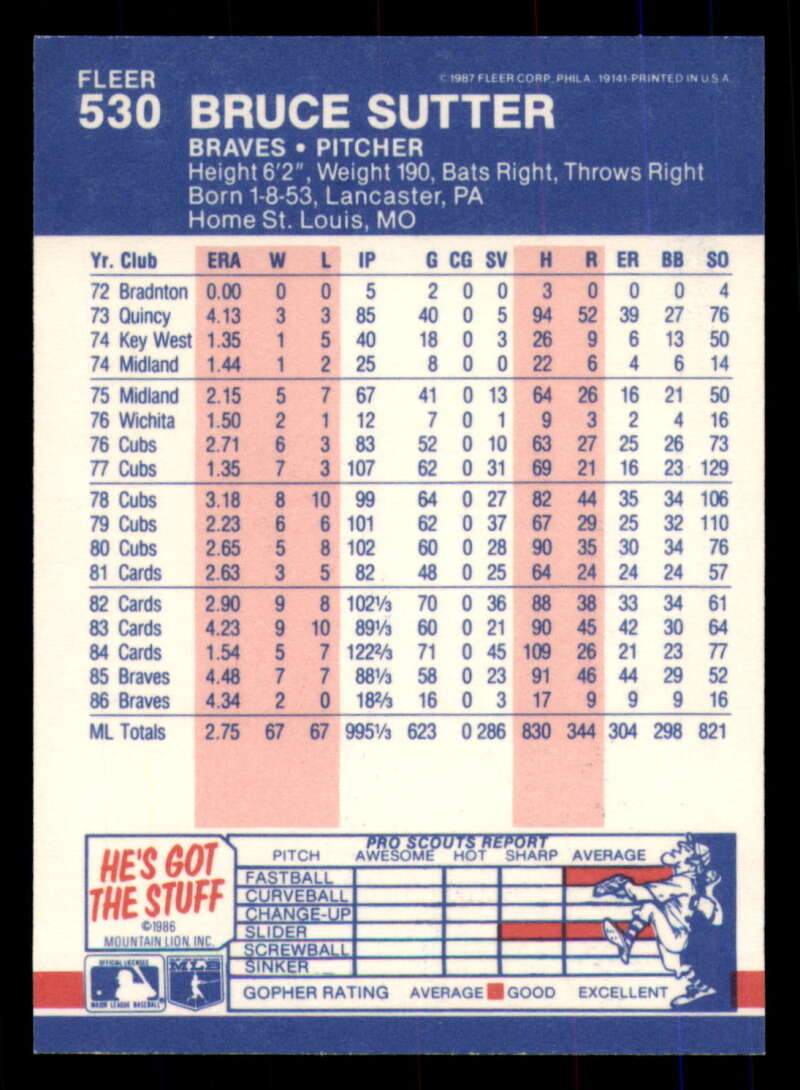 FLEER
© 1987 FLEER CORP., PHILA., 19141-PRINTED IN U.S.A.
530 BRUCE SUTTER
BRAVES • PITCHER
Height 6'2", Weight 190, Bats Right, Throws Right
Born 1-8-53, Lancaster, PA
Home St. Louis, MO
Yr. Club ERA W L IP G CG SV H R ER BB SO
72 Bradnton 0.00 0 0 5 2 0 0 3 0 0 0 4
73 Quincy 4.13 3 3 85 40 0 5 94 52 39 27 76
74 Key West 1.35 1 5 40 18 0 3 26 9 6 13 50
74 Midland 1.44 1 2 25 8 0 0 22 6 4 6 14
75 Midland 2.15 5 7 67 41 0 13 64 26 16 21 50
76 Wichita 1.50 2 1 12 7 0 1 9 3 2 4 16
76 Cubs 2.71 6 3 83 52 0 10 63 27 25 26 73
77 Cubs 1.35 7 3 107 62 0 31 69 21 16 23 129
78 Cubs 3.18 8 10 99 64 0 27 82 44 35 34 106
79 Cubs 2.23 6 6 101 62 0 37 67 29 25 32 110
80 Cubs 2.65 5 8 102 60 0 28 90 35 30 34 76
81 Cards 2.63 3 5 82 48 0 25 64 24 24 24 57
82 Cards 2.90 9 8 102⅓ 70 0 36 88 38 33 34 61
83 Cards 4.23 9 10 89⅓ 60 0 21 90 45 42 30 64
84 Cards 1.54 5 7 122⅔ 71 0 45 109 26 21 23 77
85 Braves 4.48 7 7 88⅓ 58 0 23 91 46 44 29 52
86 Braves 4.34 2 0 18⅔ 16 0 3 17 9 9 9 16
ML Totals 2.75 67 67 995⅓ 623 0 286 830 344 304 298 821
HE'S GOT
THE STUFF
©1986
MOUNTAIN LION, INC.
OFFICIAL LICENSEE
MAJOR LEAGUE BASEBALL
MLB
PRO SCOUTS REPORT
PITCH AWESOME HOT SHARP AVERAGE
FASTBALL
CURVEBALL
CHANGE-UP
SLIDER
SCREWBALL
SINKER
GOPHER RATING AVERAGE GOOD EXCELLENT